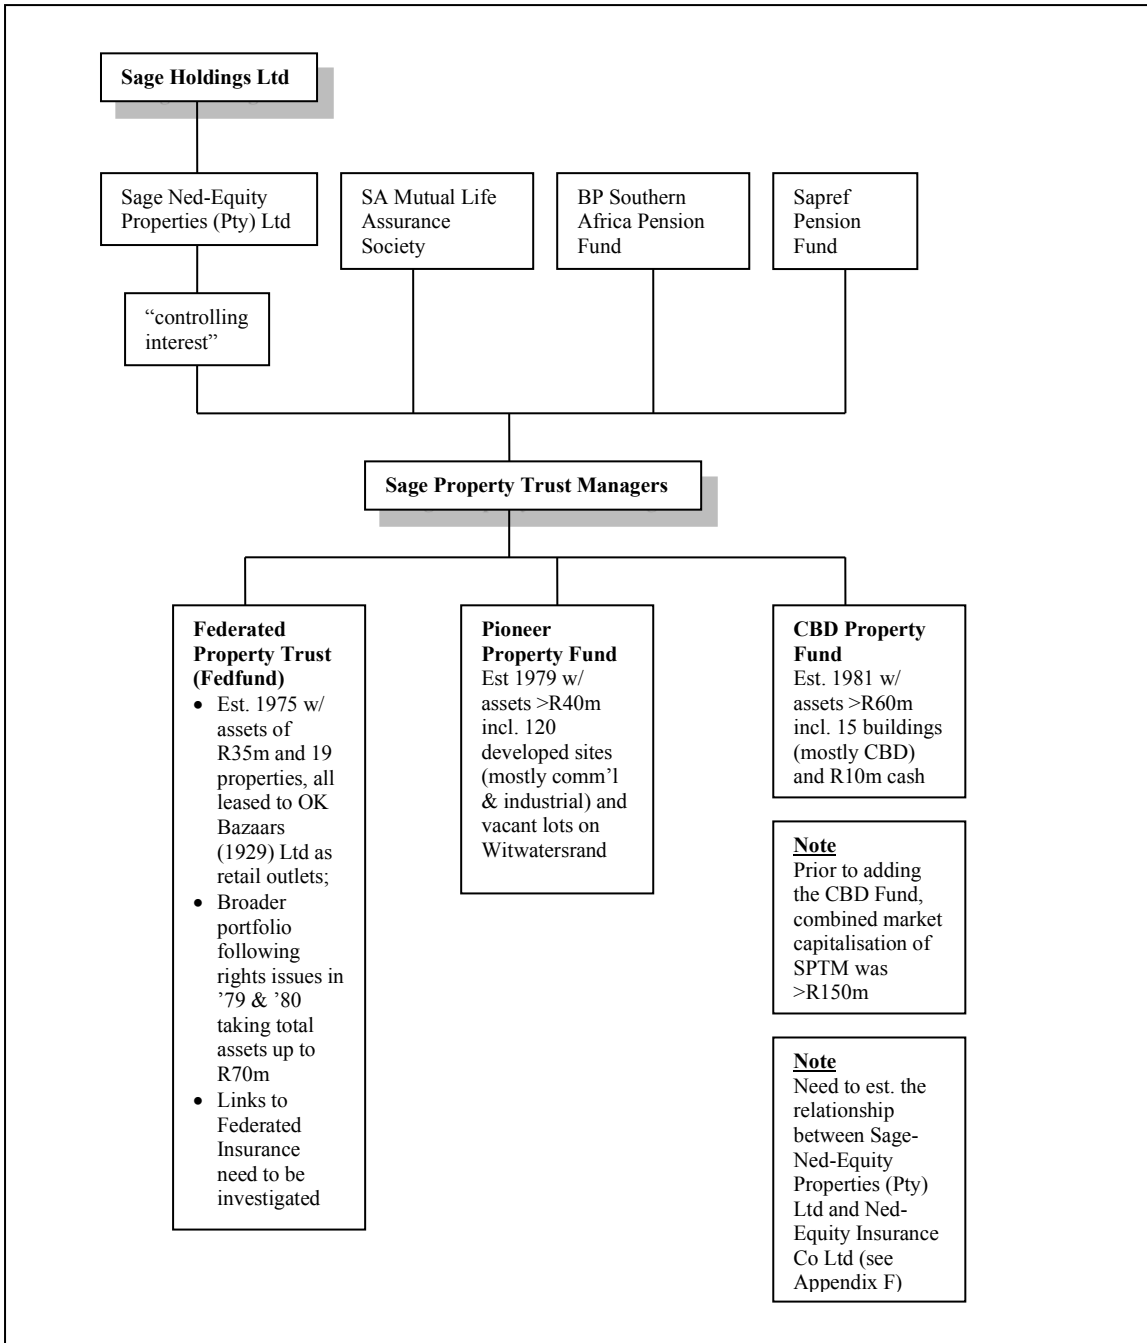 Sage Holdings Ltd
Sage Ned-Equity
Properties (Pty) Ltd
SA Mutual Life
Assurance
Society
BP Southern
Africa Pension
Fund
Sapref
Pension
Fund
“controlling
interest”
Sage Property Trust Managers
Federated
Property Trust
(Fedfund)
• Est. 1975 w/
assets of
R35m and 19
properties, all
leased to OK
Bazaars
(1929) Ltd as
retail outlets;
• Broader
portfolio
following
rights issues in
’79 & ’80
taking total
assets up to
R70m
• Links to
Federated
Insurance
need to be
investigated
Pioneer
Property Fund
Est 1979 w/
assets >R40m
incl. 120
developed sites
(mostly comm’l
& industrial) and
vacant lots on
Witwatersrand
CBD Property
Fund
Est. 1981 w/
assets >R60m
incl. 15 buildings
(mostly CBD)
and R10m cash
Note
Prior to adding
the CBD Fund,
combined market
capitalisation of
SPTM was
>R150m
Note
Need to est. the
relationship
between Sage-
Ned-Equity
Properties (Pty)
Ltd and Ned-
Equity Insurance
Co Ltd (see
Appendix F)